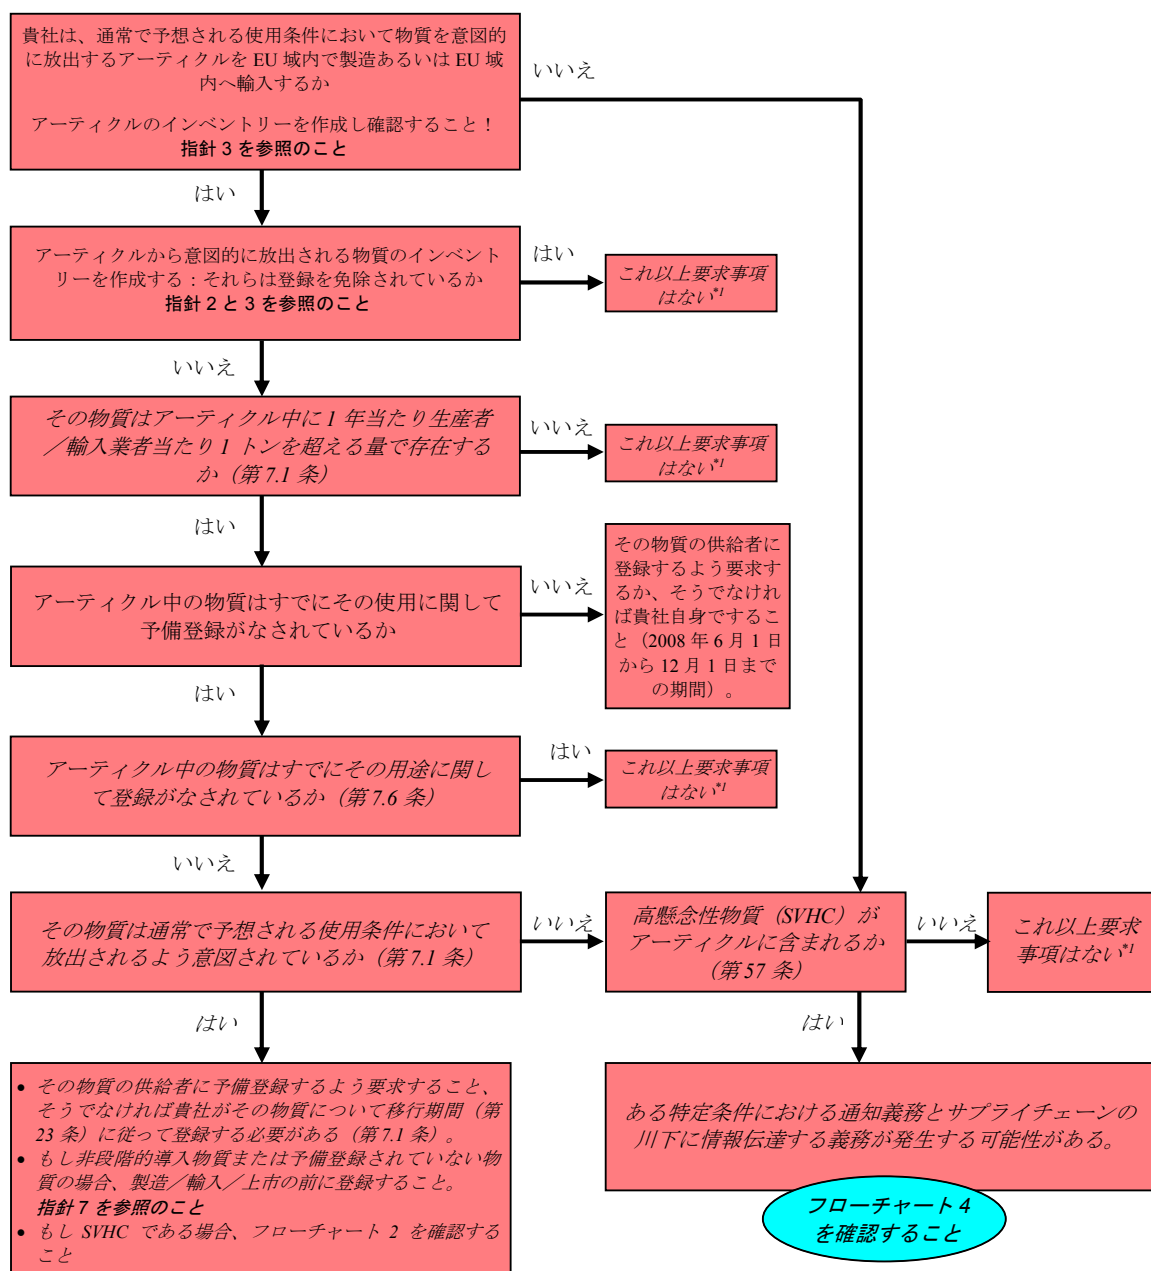 貴社は、通常で予想される使用条件において物質を意図的
に放出するアーティクルを EU 域内で製造あるいは EU 域
内へ輸入するか
アーティクルのインベントリーを作成し確認すること！
指針 3 を参照のこと
いいえ
はい
アーティクルから意図的に放出される物質のインベント
リーを作成する：それらは登録を免除されているか
指針 2 と 3 を参照のこと
はい
これ以上要求事項
はない*1
いいえ
その物質はアーティクル中に 1 年当たり生産者
／輸入業者当たり 1 トンを超える量で存在する
か（第 7.1 条）
いいえ
これ以上要求事項
はない*1
はい
アーティクル中の物質はすでにその使用に関して
予備登録がなされているか
いいえ
その物質の供給者に
登録するよう要求す
るか、そうでなけれ
ば貴社自身でするこ
と（2008 年 6 月 1 日
から 12 月 1 日まで
の期間）。
はい
アーティクル中の物質はすでにその用途に関し
て登録がなされているか（第 7.6 条）
はい
これ以上要求事項
はない*1
いいえ
その物質は通常で予想される使用条件において
放出されるよう意図されているか（第 7.1 条）
いいえ
高懸念性物質（SVHC）が
アーティクルに含まれるか
（第 57 条）
いいえ
これ以上要求
事項はない*1
はい
はい
• その物質の供給者に予備登録するよう要求すること、
そうでなければ貴社がその物質について移行期間（第
23 条）に従って登録する必要がある（第 7.1 条）。
• もし非段階的導入物質または予備登録されていない物
質の場合、製造／輸入／上市の前に登録すること。
指針 7 を参照のこと
• もし SVHC である場合、フローチャート 2 を確認する
こと
ある特定条件における通知義務とサプライチェーンの
川下に情報伝達する義務が発生する可能性がある。
フローチャート 4
を確認すること